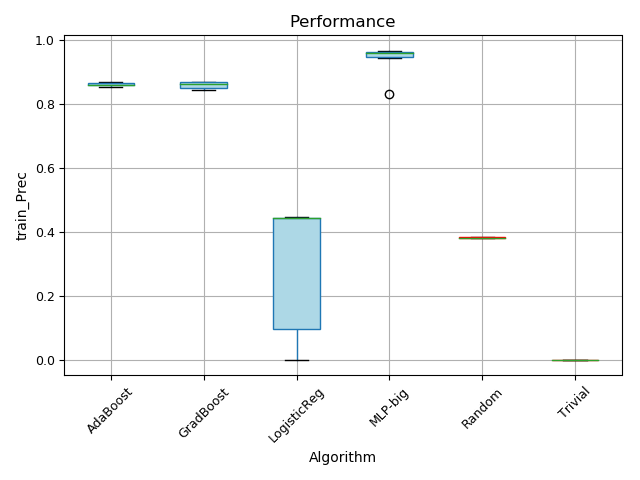 Performance
1.0
0.8
0.6
0.4
0.2
0.0
train_Prec
AdaBoost
GradBoost
LogisticReg
MLP-big
Random
Trivial
Algorithm